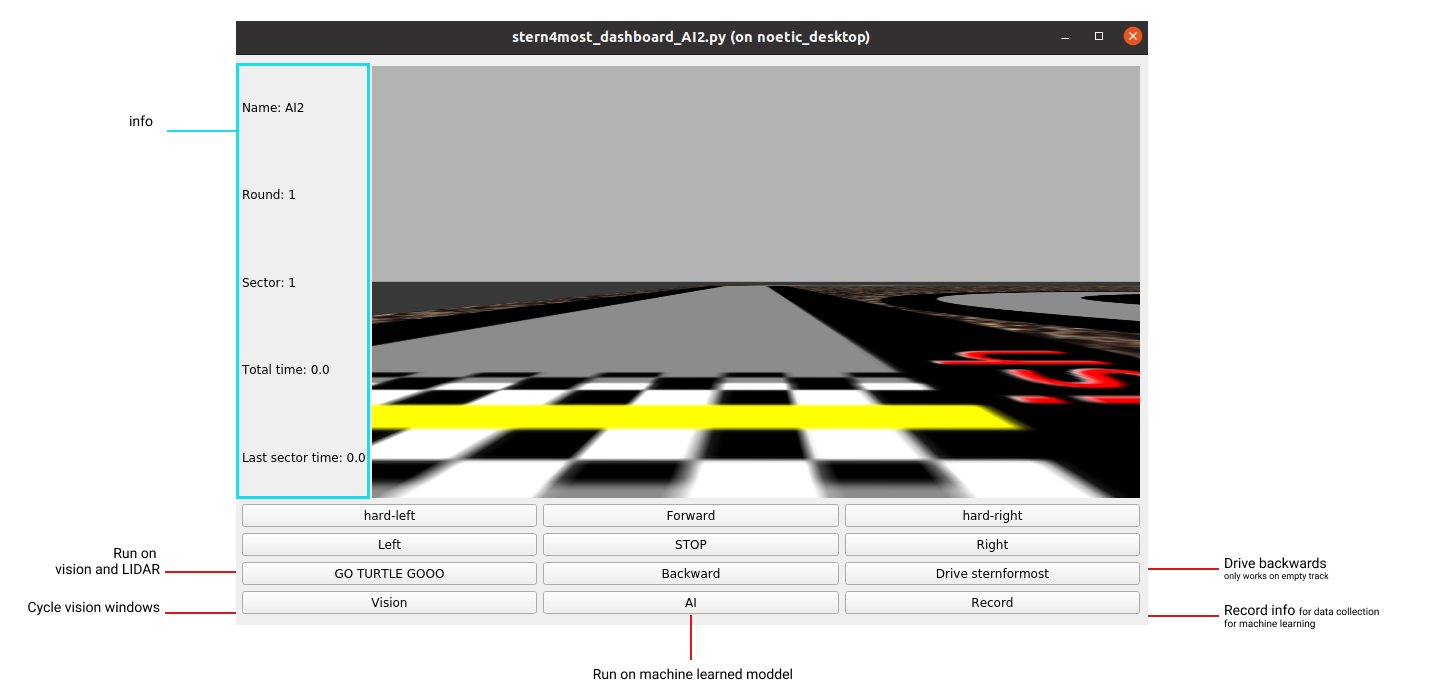 stern4most_dashboard_AI2.py (on noetic_desktop)
info
Name: AI2
Round: 1
Sector: 1
Total time: 0.0
Last sector time: 0.0
hard-left
Forward
hard-right
Left
STOP
Right
Run on
vision and LIDAR
GO TURTLE GOOO
Backward
Drive sternformost
Drive backwards
only works on empty track
Cycle vision windows
Vision
AI
Record
Record info for data collection
for machine learning
Run on machine learned moddel